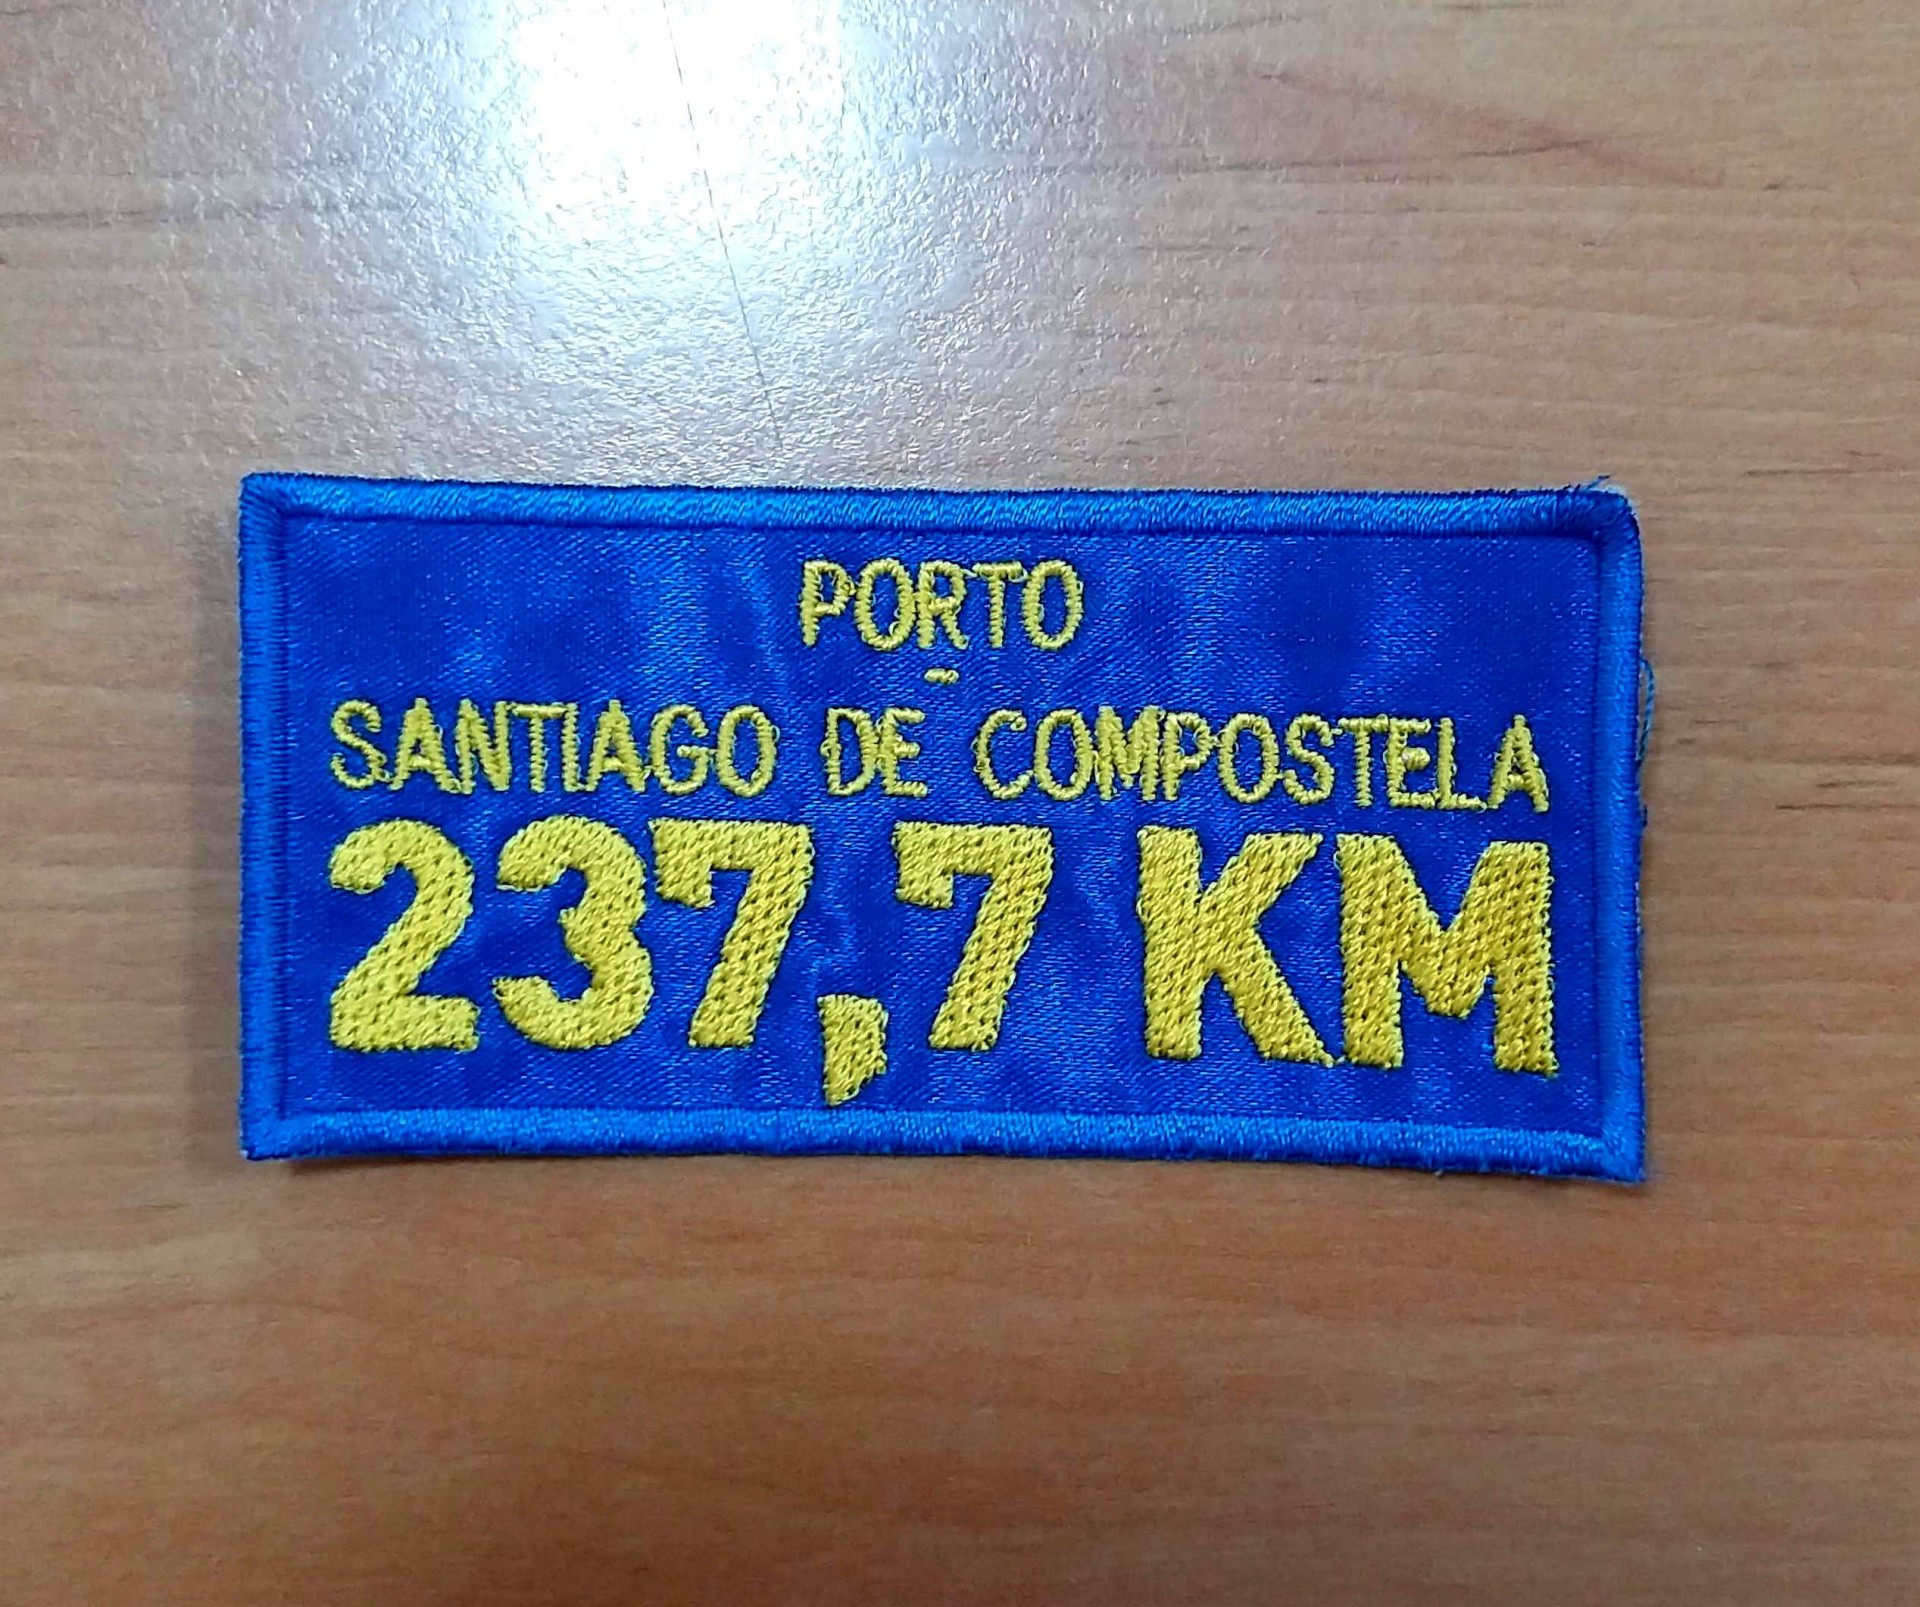 PORTO
-
SANTIAGO DE COMPOSTELA
237,7 KM